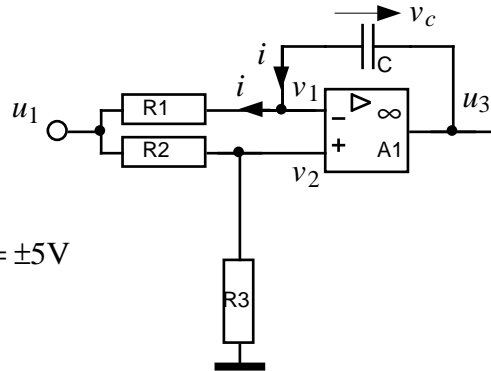 v_c
i
C
i
v_1
u_1
R1
−
∞
u_3
R2
+
A1
v_2
= ±5V
R3